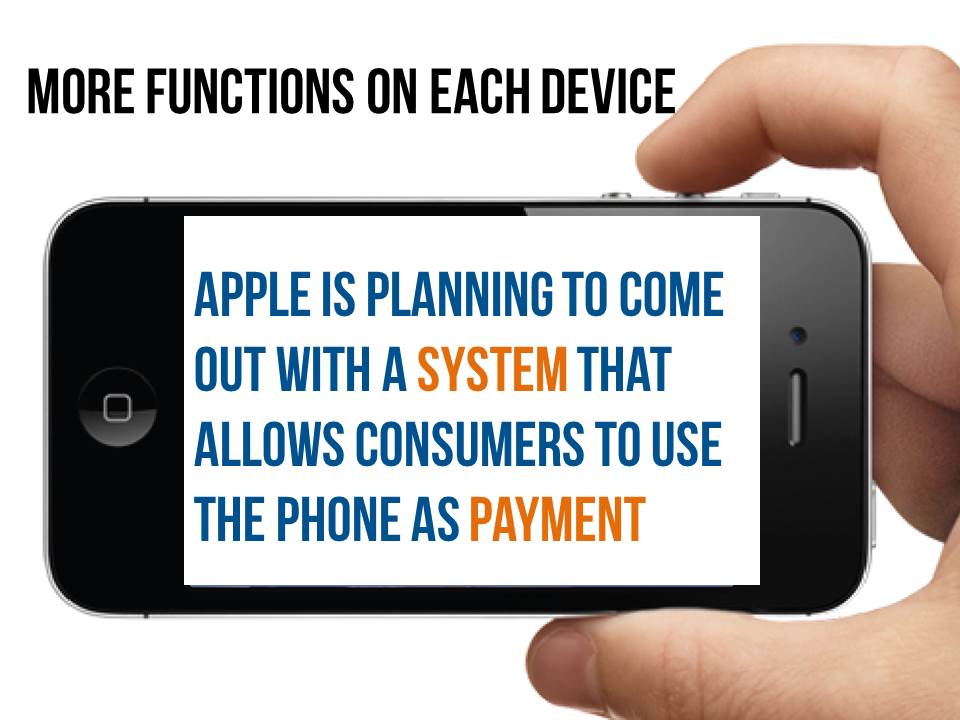 MORE FUNCTIONS ON EACH DEVICE
APPLE IS PLANNING TO COME
OUT WITH A SYSTEM THAT
ALLOWS CONSUMERS TO USE
THE PHONE AS PAYMENT